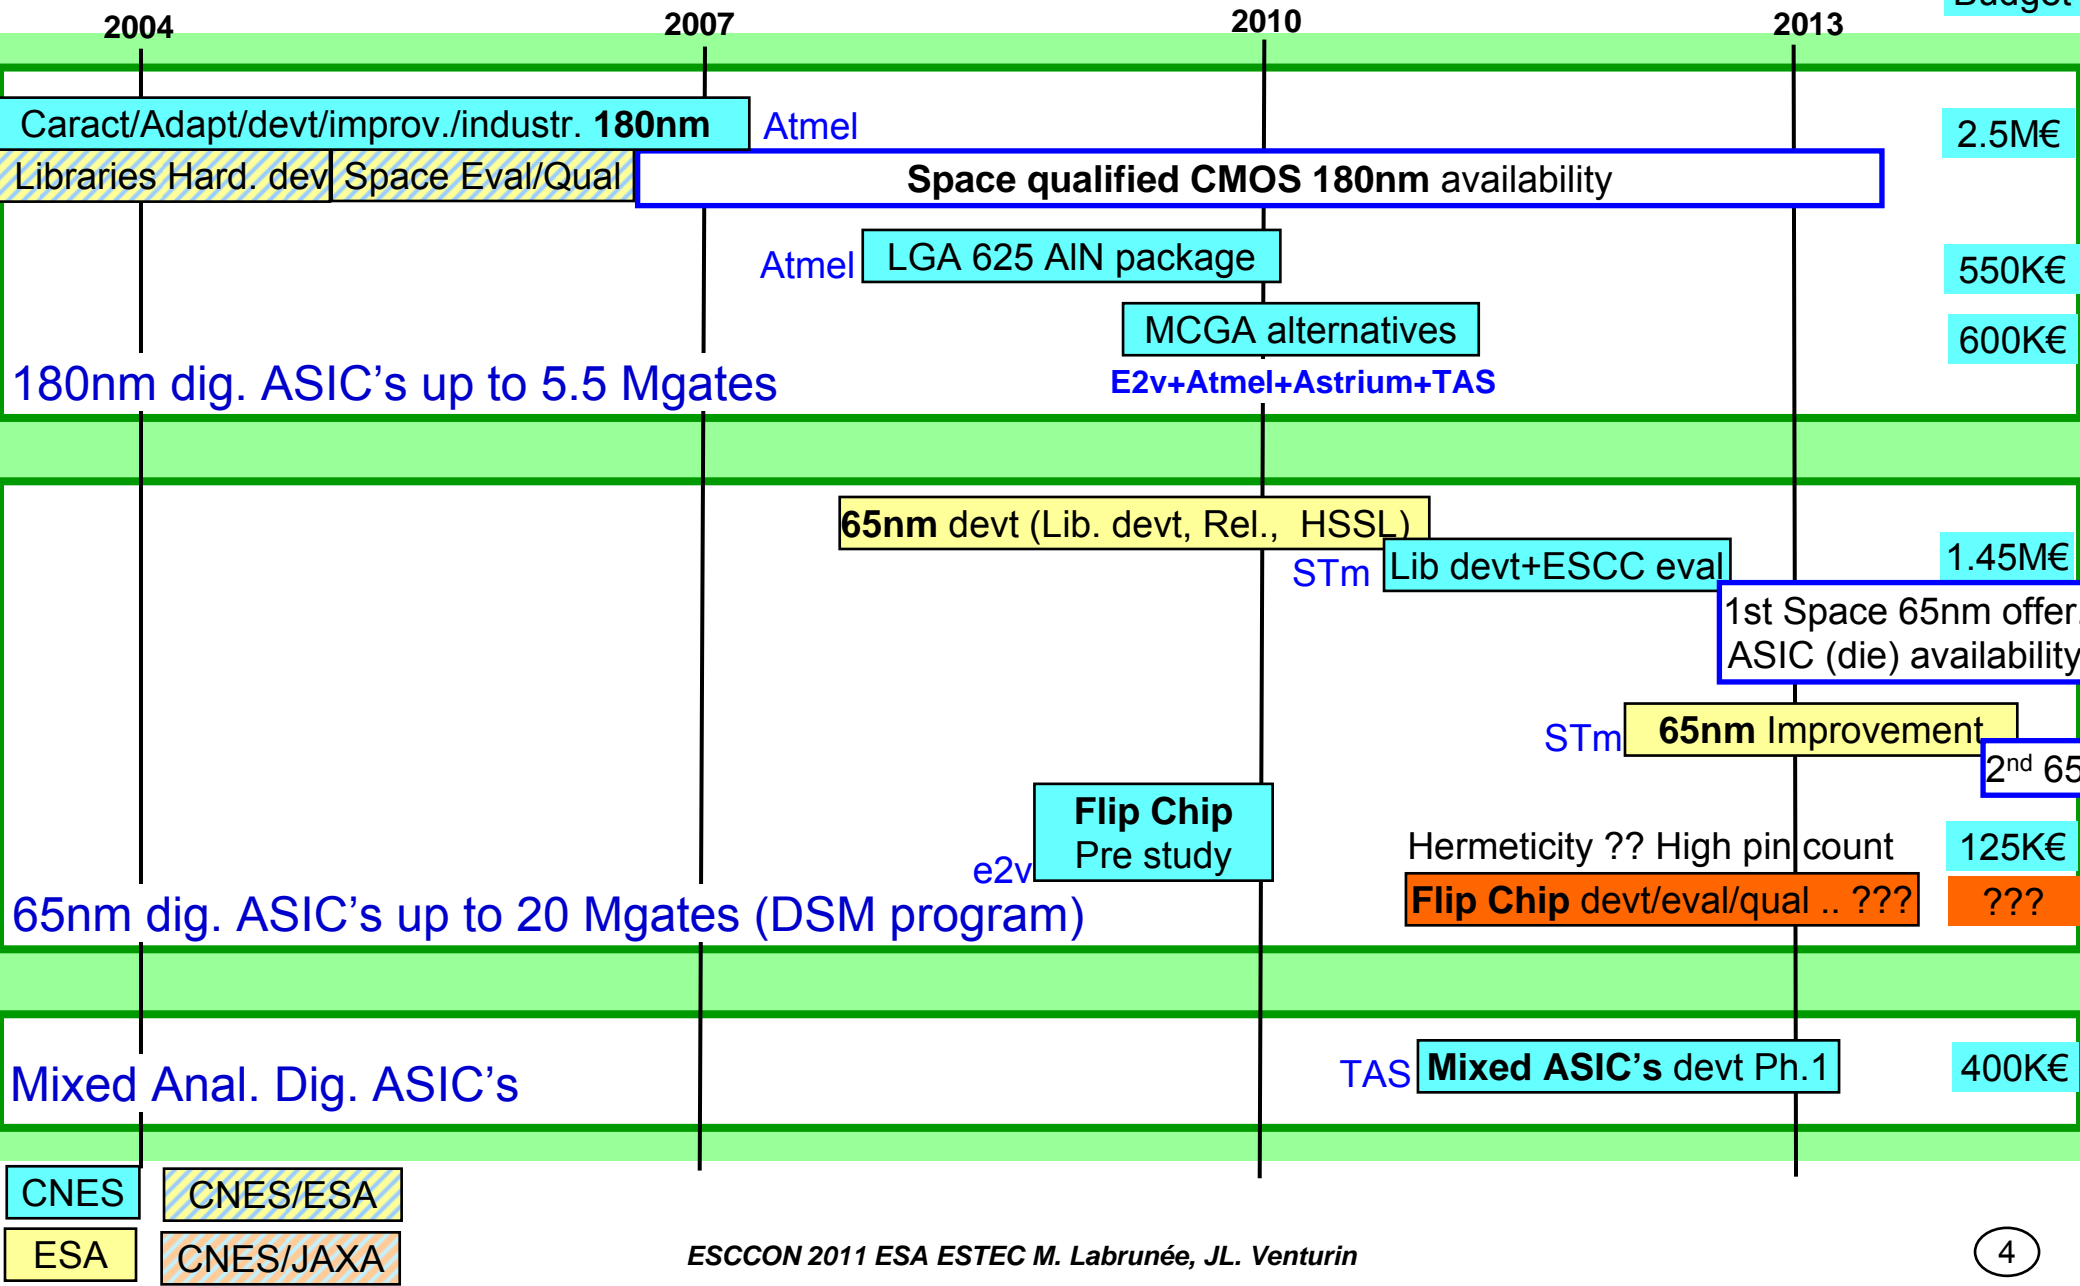 Budget
2004 2007 2010 2013
Caract/Adapt/devt/improv./industr. 180nm Atmel 2.5M€
Libraries Hard. dev Space Eval/Qual Space qualified CMOS 180nm availability
Atmel LGA 625 AlN package 550K€
MCGA alternatives 600K€
180nm dig. ASIC's up to 5.5 Mgates E2v+Atmel+Astrium+TAS
65nm devt (Lib. devt, Rel., HSSL)
STm Lib devt+ESCC eval 1.45M€
1st Space 65nm offer.
ASIC (die) availability
STm 65nm Improvement
2nd 65
Flip Chip
Pre study
e2v
Hermeticity ?? High pin count 125K€
65nm dig. ASIC's up to 20 Mgates (DSM program) Flip Chip devt/eval/qual .. ??? ???
Mixed Anal. Dig. ASIC's TAS Mixed ASIC's devt Ph.1 400K€
CNES CNES/ESA
ESA CNES/JAXA
ESCCON 2011 ESA ESTEC M. Labrunée, JL. Venturin 4